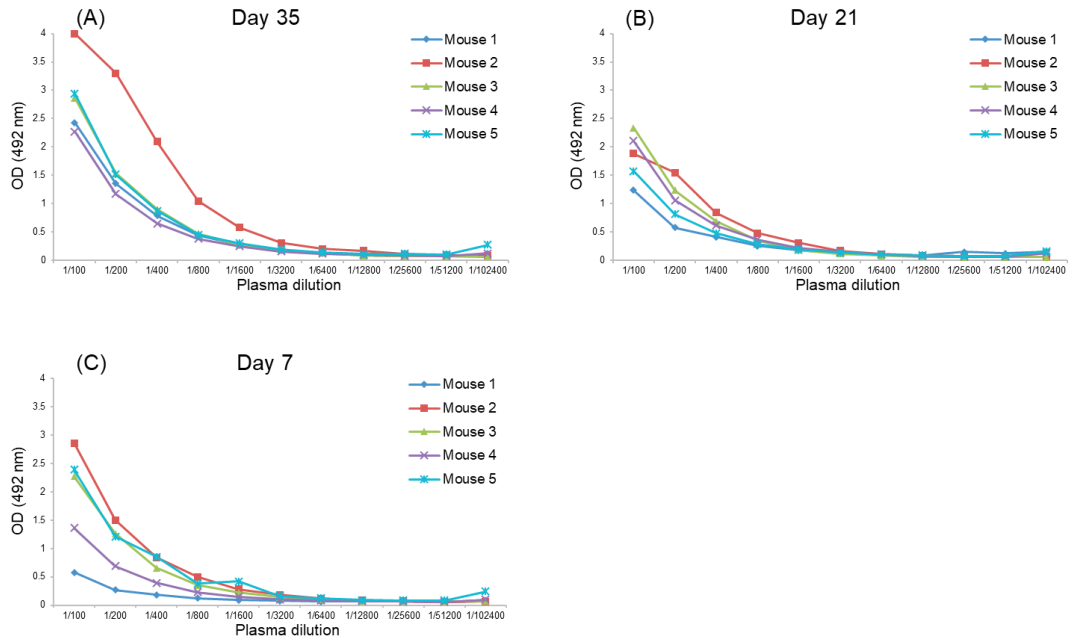 (A) Day 35
OD (492 nm)
4
3.5
3
2.5
2
1.5
1
0.5
0
Mouse 1
Mouse 2
Mouse 3
Mouse 4
Mouse 5
1/100 1/200 1/400 1/800 1/1600 1/3200 1/6400 1/12800 1/25600 1/51200 1/102400
Plasma dilution
(B) Day 21
OD (492 nm)
4
3.5
3
2.5
2
1.5
1
0.5
0
Mouse 1
Mouse 2
Mouse 3
Mouse 4
Mouse 5
1/100 1/200 1/400 1/800 1/1600 1/3200 1/6400 1/12800 1/25600 1/51200 1/102400
Plasma dilution
(C) Day 7
OD (492 nm)
4
3.5
3
2.5
2
1.5
1
0.5
0
Mouse 1
Mouse 2
Mouse 3
Mouse 4
Mouse 5
1/100 1/200 1/400 1/800 1/1600 1/3200 1/6400 1/12800 1/25600 1/51200 1/102400
Plasma dilution